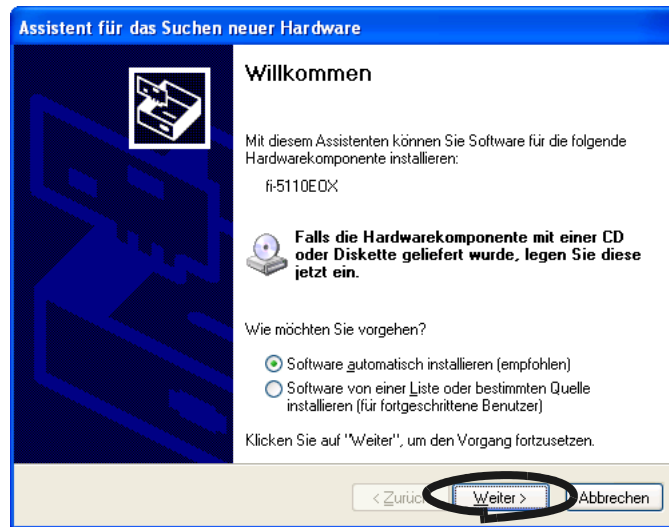 Assistent für das Suchen neuer Hardware
Willkommen
Mit diesem Assistenten können Sie Software für die folgende
Hardwarekomponente installieren:
fi-5110EOX
Falls die Hardwarekomponente mit einer CD
oder Diskette geliefert wurde, legen Sie diese
jetzt ein.
Wie möchten Sie vorgehen?
Software automatisch installieren (empfohlen)
Software von einer Liste oder bestimmten Quelle
installieren (für fortgeschrittene Benutzer)
Klicken Sie auf "Weiter", um den Vorgang fortzusetzen.
< Zurück Weiter > Abbrechen